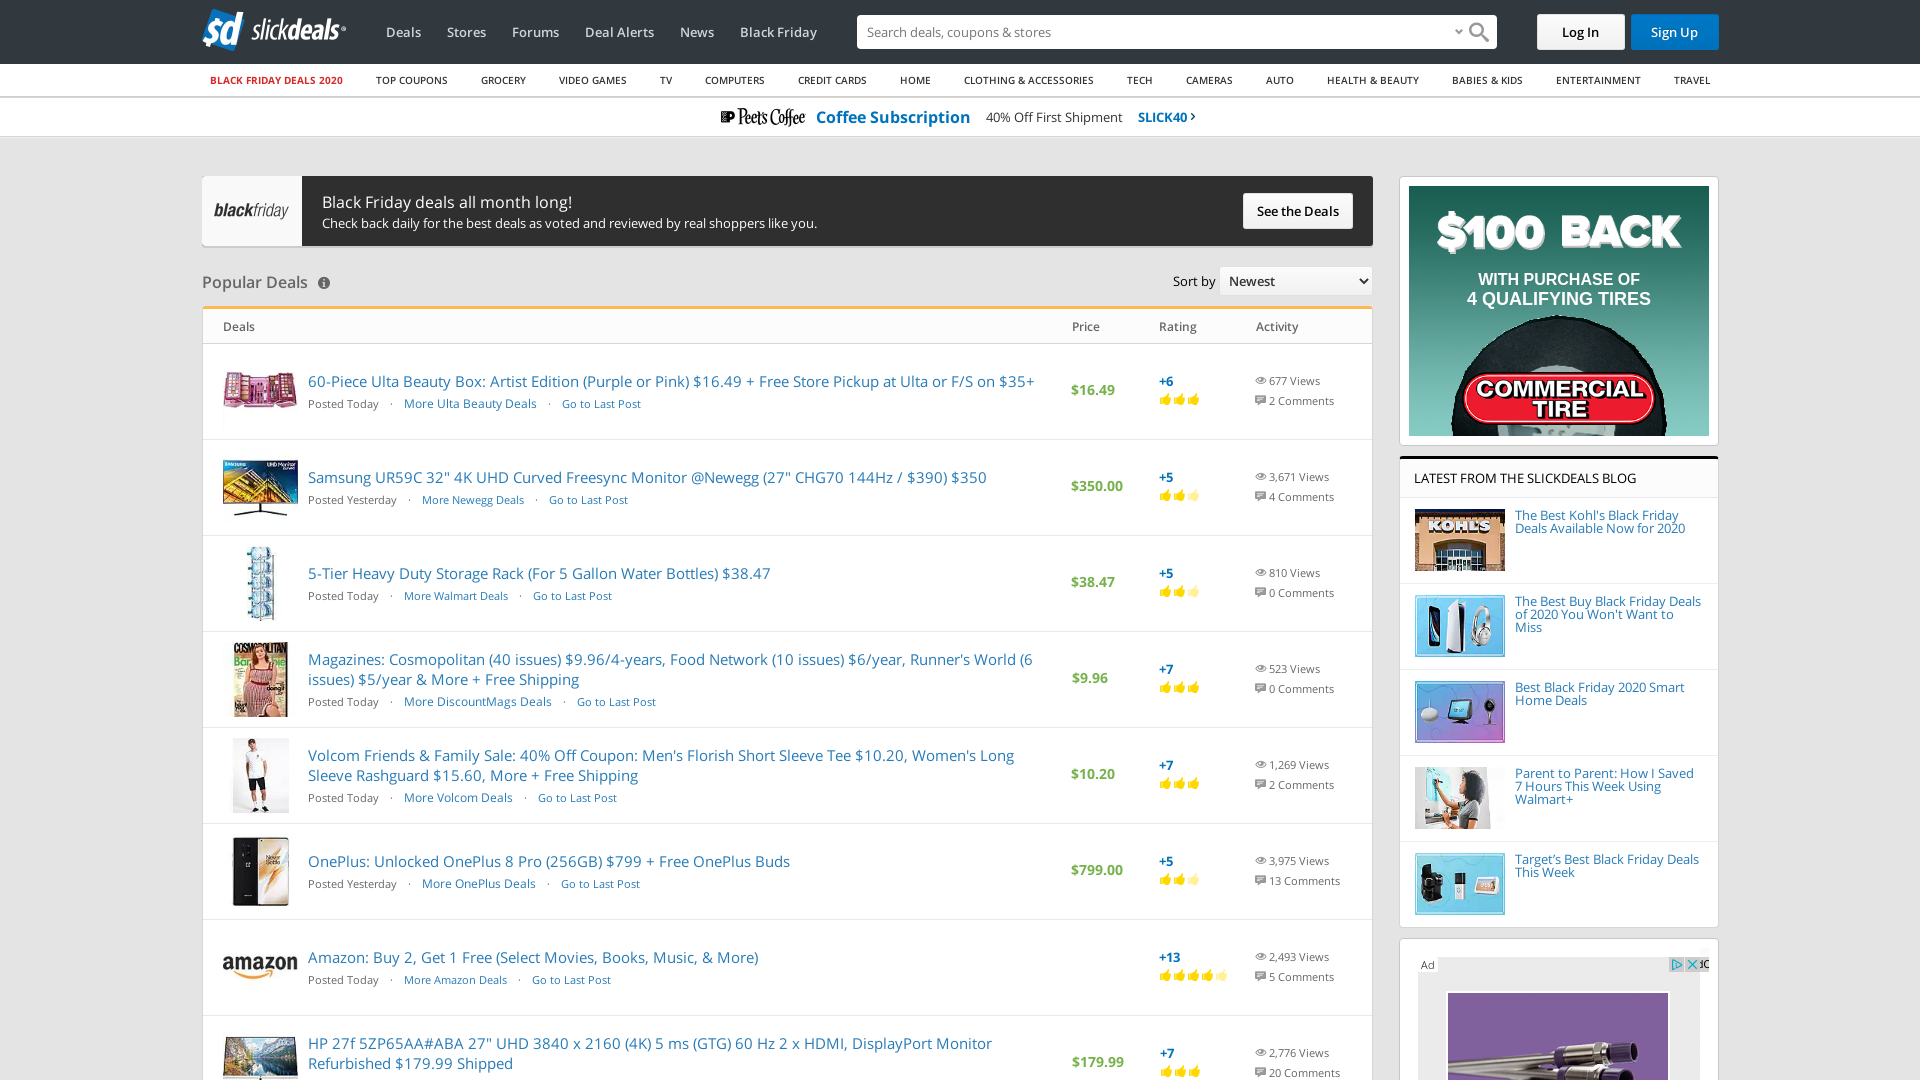 $d slickdeals®
Deals Stores Forums Deal Alerts News Black Friday
Search deals, coupons & stores
Log In Sign Up
BLACK FRIDAY DEALS 2020 TOP COUPONS GROCERY VIDEO GAMES TV COMPUTERS CREDIT CARDS HOME CLOTHING & ACCESSORIES TECH CAMERAS AUTO HEALTH & BEAUTY BABIES & KIDS ENTERTAINMENT TRAVEL
Peet's Coffee Coffee Subscription 40% Off First Shipment SLICK40
blackfriday
Black Friday deals all month long!
Check back daily for the best deals as voted and reviewed by real shoppers like you.
See the Deals
Popular Deals
Sort by Newest
Deals Price Rating Activity
60-Piece Ulta Beauty Box: Artist Edition (Purple or Pink) $16.49 + Free Store Pickup at Ulta or F/S on $35+
Posted Today · More Ulta Beauty Deals · Go to Last Post
$16.49
+6
677 Views
2 Comments
Samsung UR59C 32" 4K UHD Curved Freesync Monitor @Newegg (27" CHG70 144Hz / $390) $350
Posted Yesterday · More Newegg Deals · Go to Last Post
$350.00
+5
3,671 Views
4 Comments
5-Tier Heavy Duty Storage Rack (For 5 Gallon Water Bottles) $38.47
Posted Today · More Walmart Deals · Go to Last Post
$38.47
+5
810 Views
0 Comments
COSMOPOLITAN
Magazines: Cosmopolitan (40 issues) $9.96/4-years, Food Network (10 issues) $6/year, Runner's World (6
issues) $5/year & More + Free Shipping
Posted Today · More DiscountMags Deals · Go to Last Post
$9.96
+7
523 Views
0 Comments
Volcom Friends & Family Sale: 40% Off Coupon: Men's Florish Short Sleeve Tee $10.20, Women's Long
Sleeve Rashguard $15.60, More + Free Shipping
Posted Today · More Volcom Deals · Go to Last Post
$10.20
+7
1,269 Views
2 Comments
OnePlus: Unlocked OnePlus 8 Pro (256GB) $799 + Free OnePlus Buds
Posted Yesterday · More OnePlus Deals · Go to Last Post
$799.00
+5
3,975 Views
13 Comments
amazon
Amazon: Buy 2, Get 1 Free (Select Movies, Books, Music, & More)
Posted Today · More Amazon Deals · Go to Last Post
+13
2,493 Views
5 Comments
HP 27f 5ZP65AA#ABA 27" UHD 3840 x 2160 (4K) 5 ms (GTG) 60 Hz 2 x HDMI, DisplayPort Monitor
Refurbished $179.99 Shipped
$179.99
+7
2,776 Views
20 Comments
$100 BACK
WITH PURCHASE OF
4 QUALIFYING TIRES
COMMERCIAL
TIRE
LATEST FROM THE SLICKDEALS BLOG
KOHL'S
The Best Kohl's Black Friday
Deals Available Now for 2020
The Best Buy Black Friday Deals
of 2020 You Won't Want to
Miss
Best Black Friday 2020 Smart
Home Deals
Parent to Parent: How I Saved
7 Hours This Week Using
Walmart+
Target’s Best Black Friday Deals
This Week
Ad